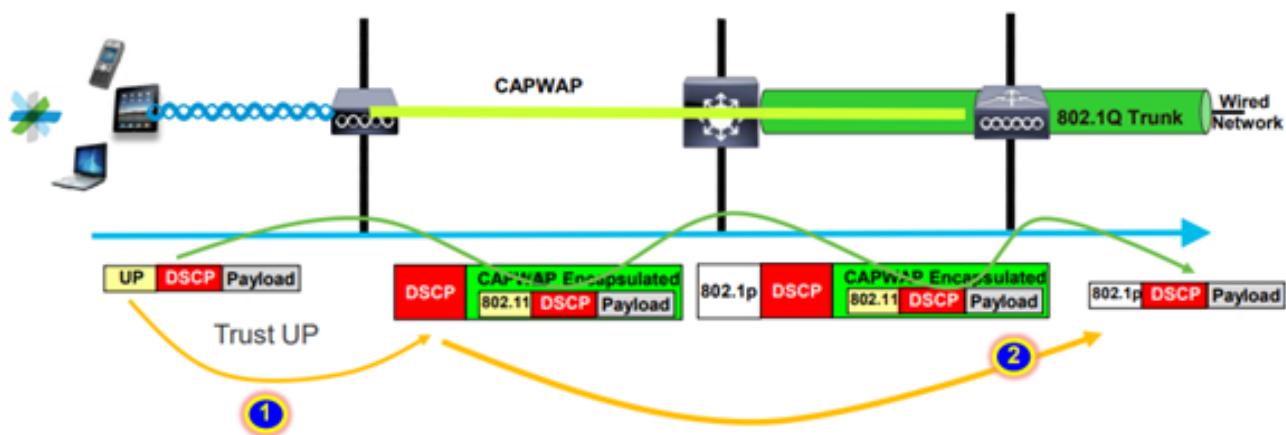 CAPWAP
802.1Q Trunk
Wired
Network
UP DSCP Payload
DSCP CAPWAP Encapsulated
802.11 DSCP Payload
802.1p DSCP CAPWAP Encapsulated
802.11 DSCP Payload
802.1p DSCP Payload
Trust UP
1
2